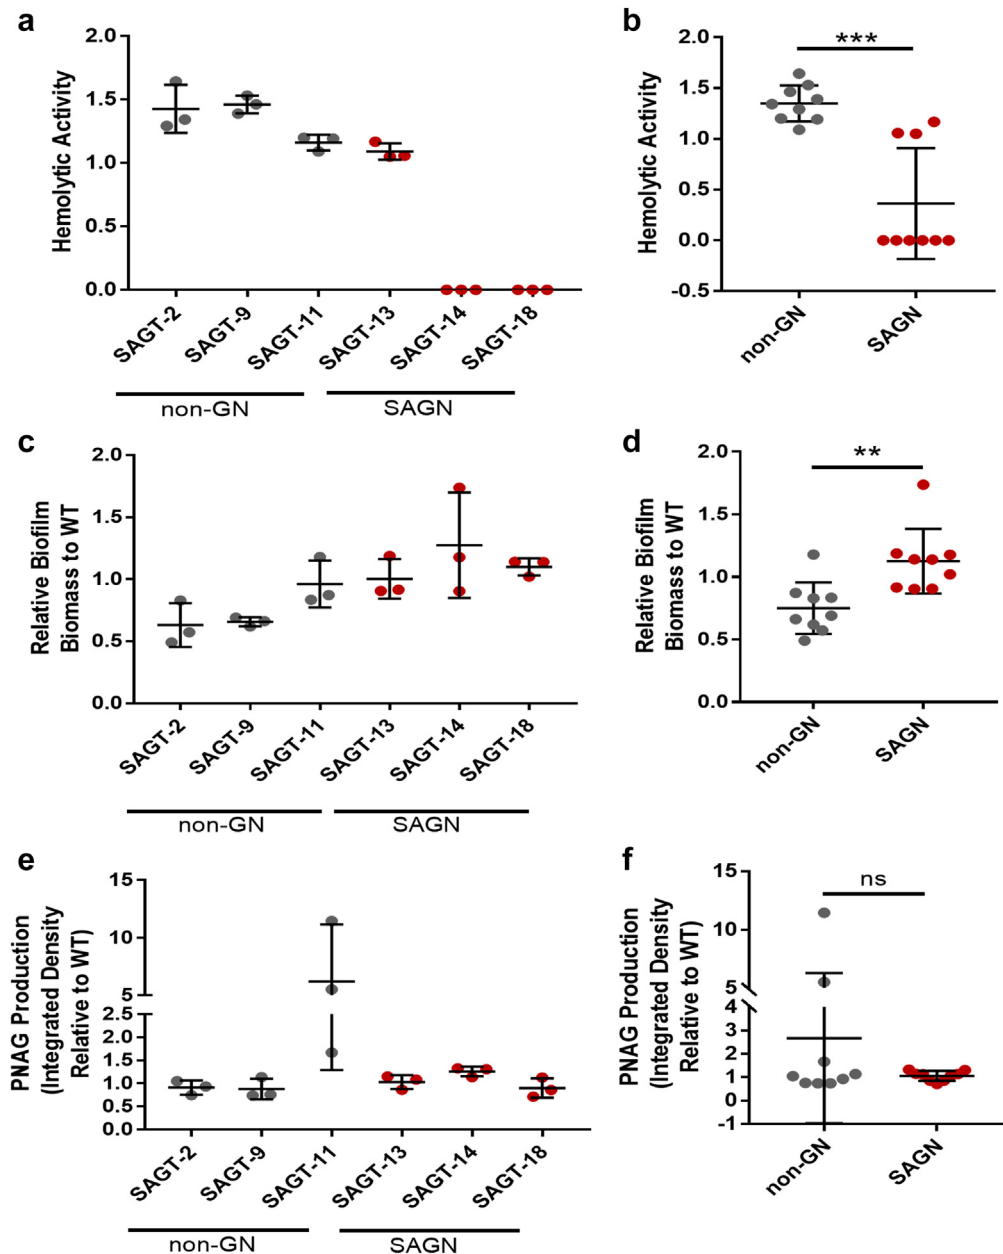 a
2.0
1.5
1.0
0.5
0.0
Hemolytic Activity
SAGT-2
SAGT-9
SAGT-11
SAGT-13
SAGT-14
SAGT-18
non-GN
SAGN
b
***
2.0
1.5
1.0
0.5
0.0
-0.5
Hemolytic Activity
non-GN
SAGN
c
2.0
1.5
1.0
0.5
0.0
Relative Biofilm
Biomass to WT
SAGT-2
SAGT-9
SAGT-11
SAGT-13
SAGT-14
SAGT-18
non-GN
SAGN
d
**
2.0
1.5
1.0
0.5
0.0
Relative Biofilm
Biomass to WT
non-GN
SAGN
e
15
10
5
2.5
2.0
1.5
1.0
0.5
0.0
PNAG Production
(Integrated Density
Relative to WT)
SAGT-2
SAGT-9
SAGT-11
SAGT-13
SAGT-14
SAGT-18
non-GN
SAGN
f
ns
15
10
5
4
3
2
1
0
-1
PNAG Production
(Integrated Density
Relative to WT)
non-GN
SAGN